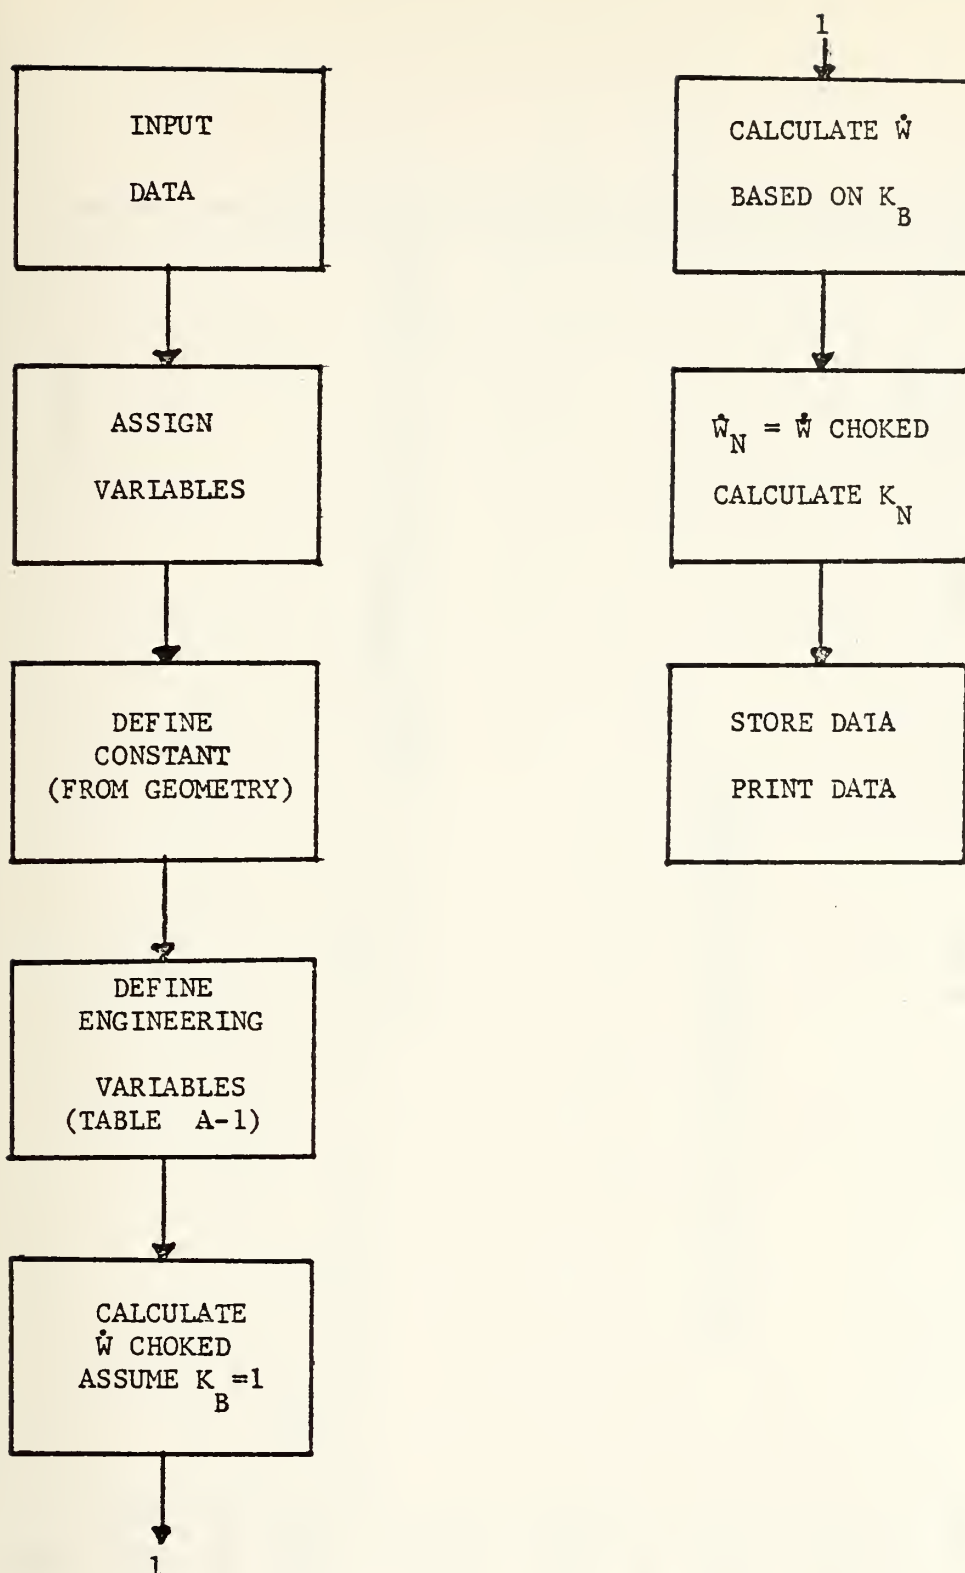 INPUT
DATA
ASSIGN
VARIABLES
DEFINE
CONSTANT
(FROM GEOMETRY)
DEFINE
ENGINEERING
VARIABLES
(TABLE A-1)
CALCULATE
Ẇ CHOKED
ASSUME K_B=1
1
1
CALCULATE Ẇ
BASED ON K_B
Ẇ_N = Ẇ CHOKED
CALCULATE K_N
STORE DATA
PRINT DATA